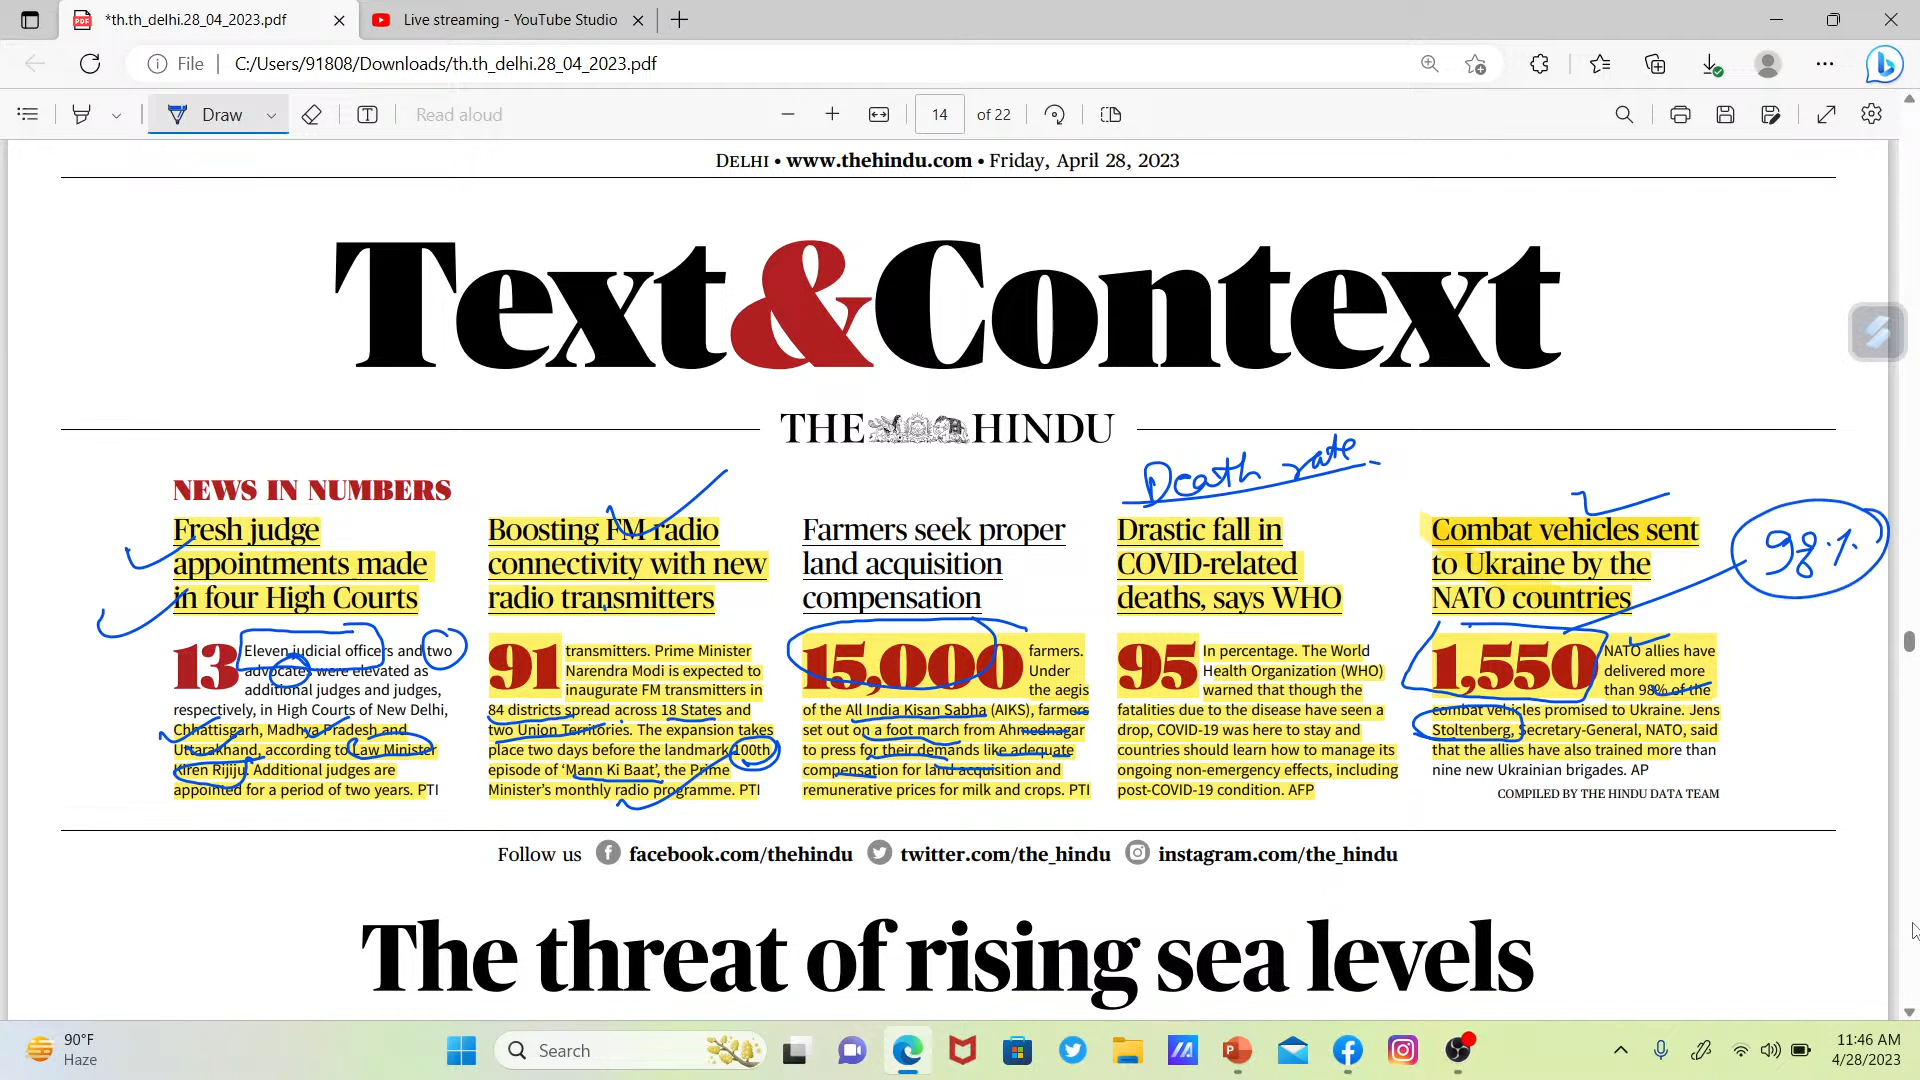 *th.th_delhi.28_04_2023.pdf
Live streaming - YouTube Studio
File
C:/Users/91808/Downloads/th.th_delhi.28_04_2023.pdf
Draw
Read aloud
14
of 22
DELHI • www.thehindu.com • Friday, April 28, 2023
Text&Context
THE HINDU
Death rate
NEWS IN NUMBERS
Fresh judge
appointments made
in four High Courts
13
Eleven judicial officers and two
advocates were elevated as
additional judges and judges,
respectively, in High Courts of New Delhi,
Chhattisgarh, Madhya Pradesh and
Uttarakhand, according to Law Minister
Kiren Rijiju. Additional judges are
appointed for a period of two years. PTI
Boosting FM radio
connectivity with new
radio transmitters
91
transmitters. Prime Minister
Narendra Modi is expected to
inaugurate FM transmitters in
84 districts spread across 18 States and
two Union Territories. The expansion takes
place two days before the landmark 100th
episode of ‘Mann Ki Baat’, the Prime
Minister’s monthly radio programme. PTI
Farmers seek proper
land acquisition
compensation
15,000
farmers.
Under
the aegis
of the All India Kisan Sabha (AIKS), farmers
set out on a foot march from Ahmednagar
to press for their demands like adequate
compensation for land acquisition and
remunerative prices for milk and crops. PTI
Drastic fall in
COVID-related
deaths, says WHO
95
In percentage. The World
Health Organization (WHO)
warned that though the
fatalities due to the disease have seen a
drop, COVID-19 was here to stay and
countries should learn how to manage its
ongoing non-emergency effects, including
post-COVID-19 condition. AFP
Combat vehicles sent
to Ukraine by the
NATO countries
98%
1,550
NATO allies have
delivered more
than 98% of the
combat vehicles promised to Ukraine. Jens
Stoltenberg, Secretary-General, NATO, said
that the allies have also trained more than
nine new Ukrainian brigades. AP
COMPILED BY THE HINDU DATA TEAM
Follow us facebook.com/thehindu twitter.com/the_hindu instagram.com/the_hindu
The threat of rising sea levels
90°F
Haze
Search
11:46 AM
4/28/2023